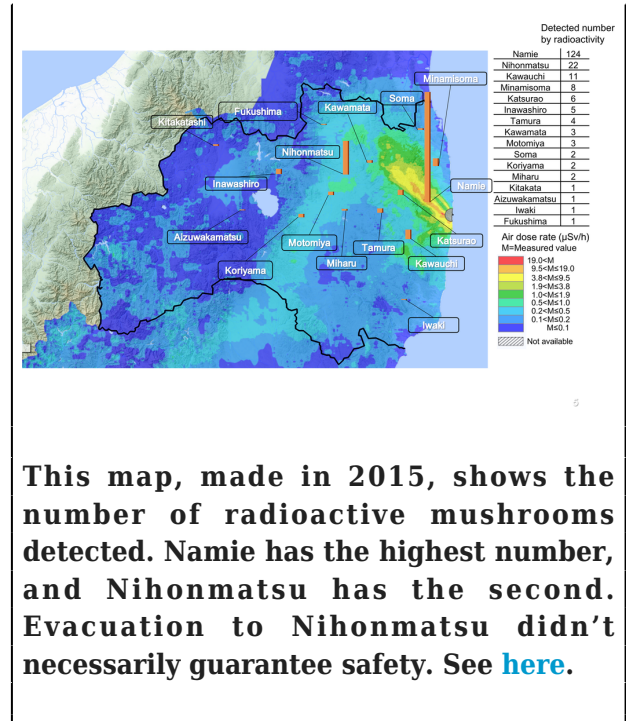 Detected number
by radioactivity
Namie 124
Nihonmatsu 22
Kawauchi 11
Minamisoma 8
Katsurao 6
Inawashiro 5
Tamura 4
Kawamata 3
Motomiya 3
Soma 2
Koriyama 2
Miharu 2
Kitakata 1
Aizuwakamatsu 1
Iwaki 1
Fukushima 1
Air dose rate (μSv/h)
M=Measured value
19.0<M
9.5<M≤19.0
3.8<M≤9.5
1.9<M≤3.8
1.0<M≤1.9
0.5<M≤1.0
0.2<M≤0.5
0.1<M≤0.2
M≤0.1
Not available
Minamisoma
Soma
Fukushima
Kawamata
Kitakatashi
Nihonmatsu
Inawashiro
Namie
Aizuwakamatsu
Motomiya
Katsurao
Tamura
Miharu
Kawauchi
Koriyama
Iwaki
5
This map, made in 2015, shows the
number of radioactive mushrooms
detected. Namie has the highest number,
and Nihonmatsu has the second.
Evacuation to Nihonmatsu didn’t
necessarily guarantee safety. See here.